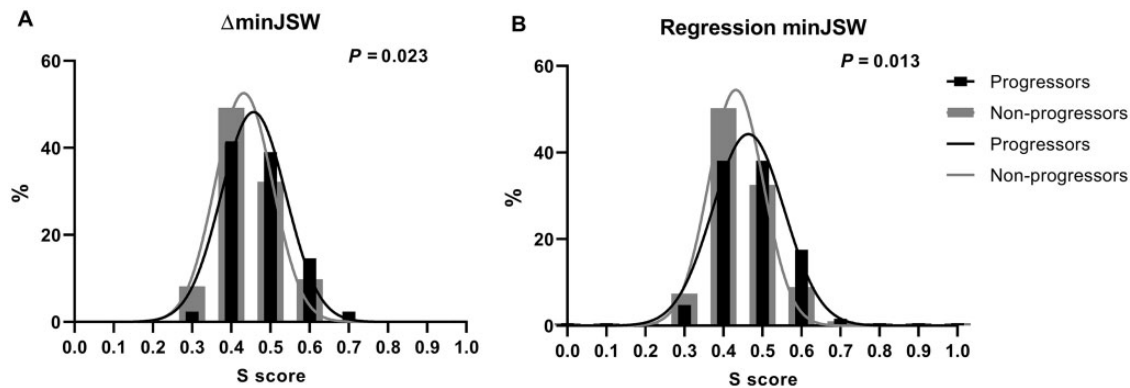 A
ΔminJSW
P = 0.023
60
40
20
0
%
0.0 0.1 0.2 0.3 0.4 0.5 0.6 0.7 0.8 0.9 1.0
S score
B
Regression minJSW
P = 0.013
60
40
20
0
%
0.0 0.1 0.2 0.3 0.4 0.5 0.6 0.7 0.8 0.9 1.0
S score
Progressors
Non-progressors
Progressors
Non-progressors